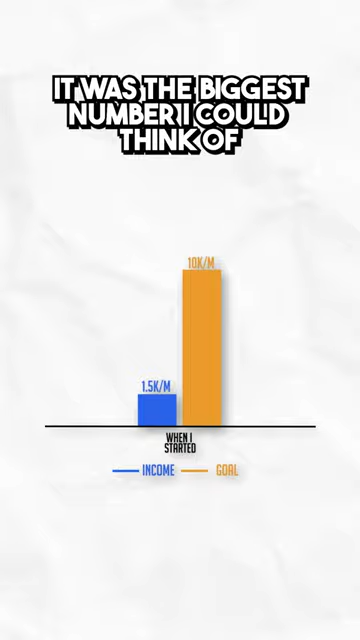 IT WAS THE BIGGEST
NUMBER I COULD
THINK OF
10K/M
1.5K/M
WHEN I
STARTED
INCOME
GOAL